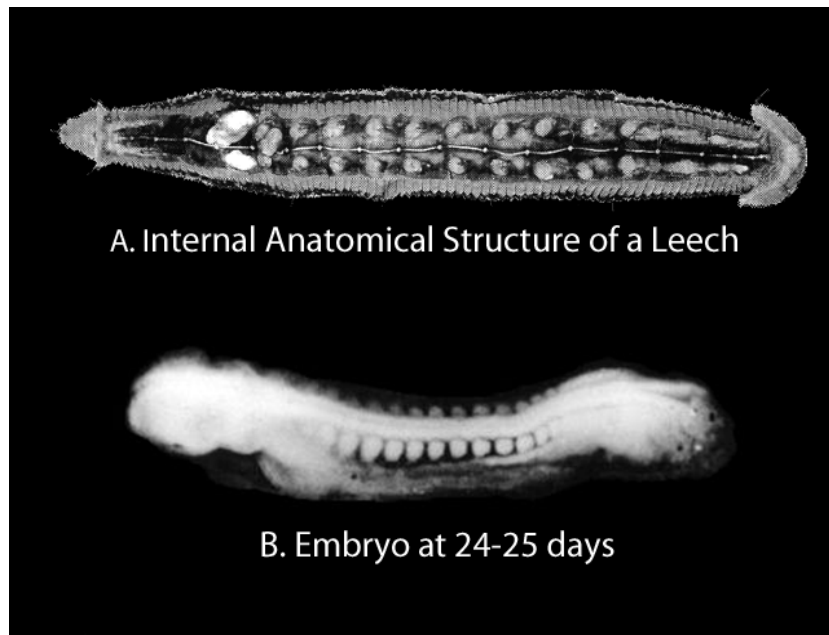 A. Internal Anatomical Structure of a Leech
B. Embryo at 24-25 days